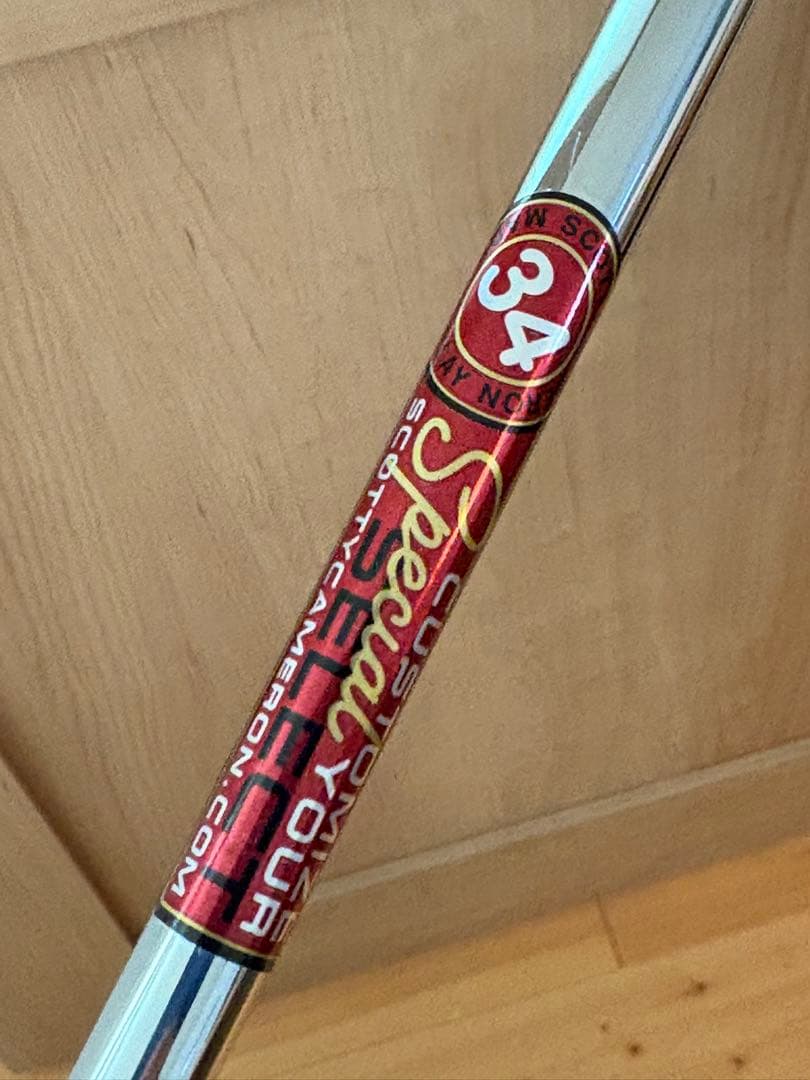 34
Special
SELECT
CUSTOMIZE
YOUR
SCOTTYCAMERON.COM